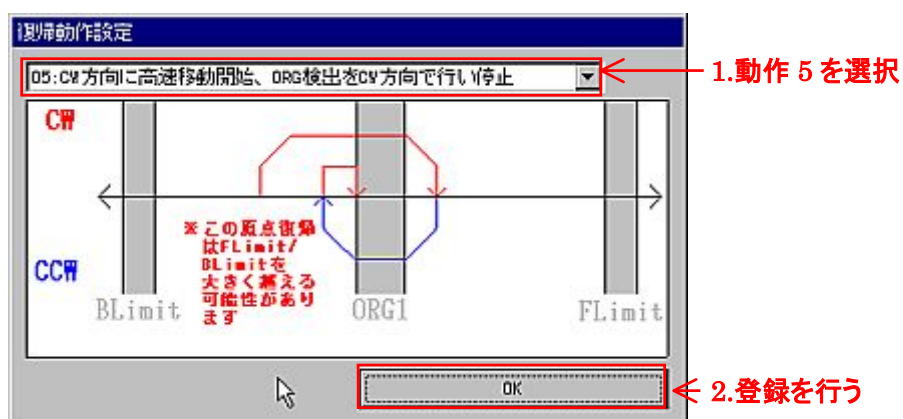 復帰動作設定
05:CW方向に高速移動開始、ORG検出をCW方向で行い停止
1.動作 5 を選択
CW
※この原点復帰
はFLimit/
BLimitを
大きく越える
可能性があり
ます
CCW
BLimit
ORG1
FLimit
OK
2.登録を行う